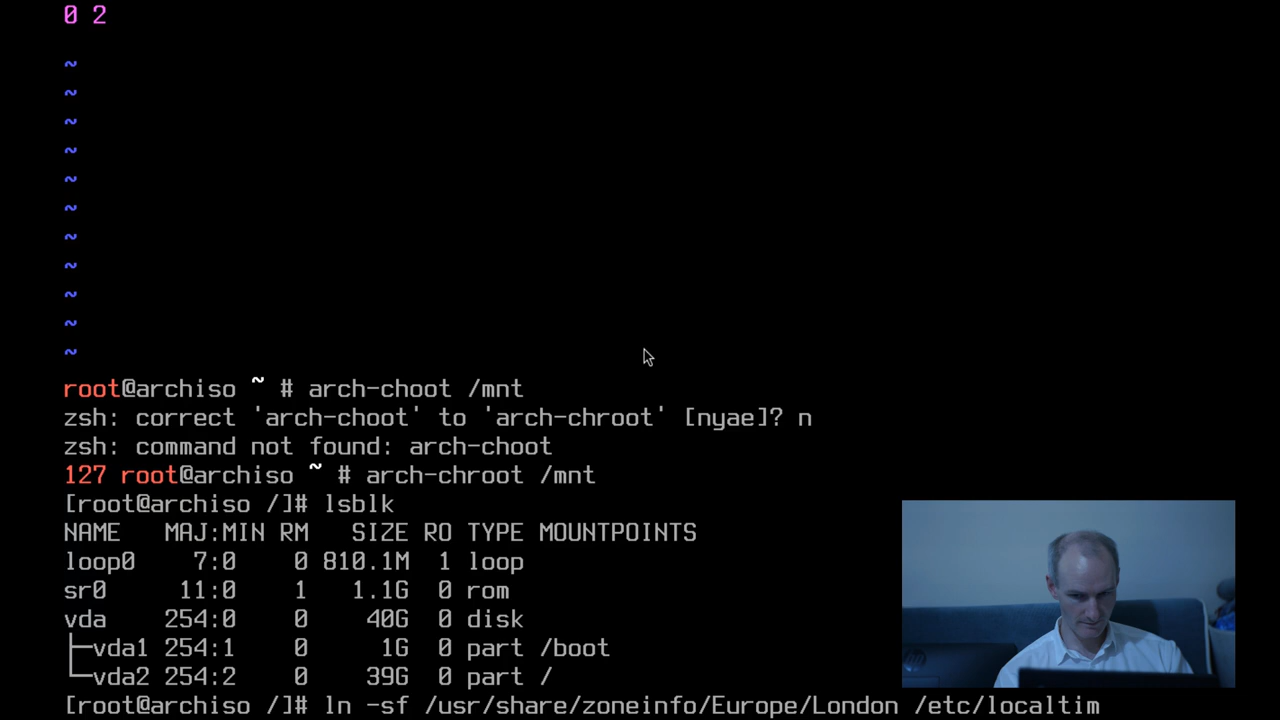 0 2
~
~
~
~
~
~
~
~
~
~
~
root@archiso ~ # arch-choot /mnt
zsh: correct 'arch-choot' to 'arch-chroot' [nyae]? n
zsh: command not found: arch-choot
127 root@archiso ~ # arch-chroot /mnt
[root@archiso /]# lsblk
NAME   MAJ:MIN RM   SIZE RO TYPE MOUNTPOINTS
loop0    7:0    0 810.1M  1 loop
sr0     11:0    1   1.1G  0 rom
vda    254:0    0    40G  0 disk
├─vda1 254:1    0     1G  0 part /boot
└─vda2 254:2    0    39G  0 part /
[root@archiso /]# ln -sf /usr/share/zoneinfo/Europe/London /etc/localtim